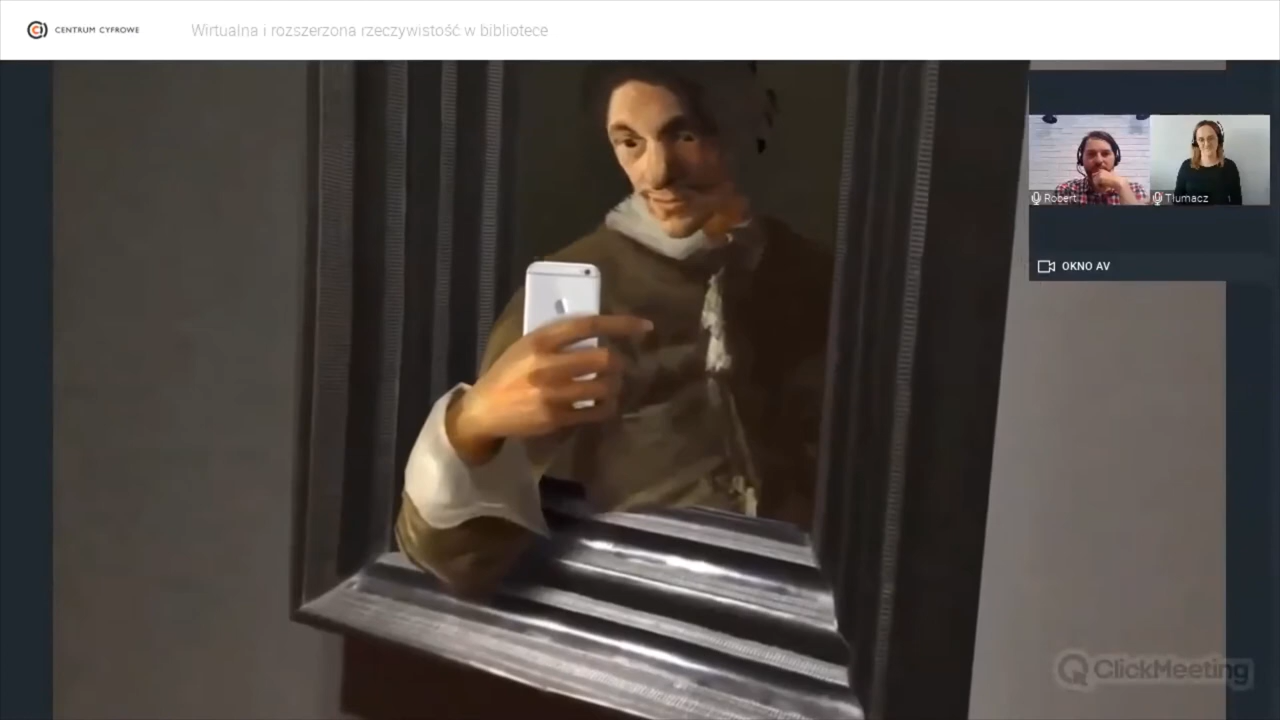 CENTRUM CYFROWE
Wirtualna i rozszerzona rzeczywistość w bibliotece
Robert
Tłumacz
OKNO AV
ClickMeeting